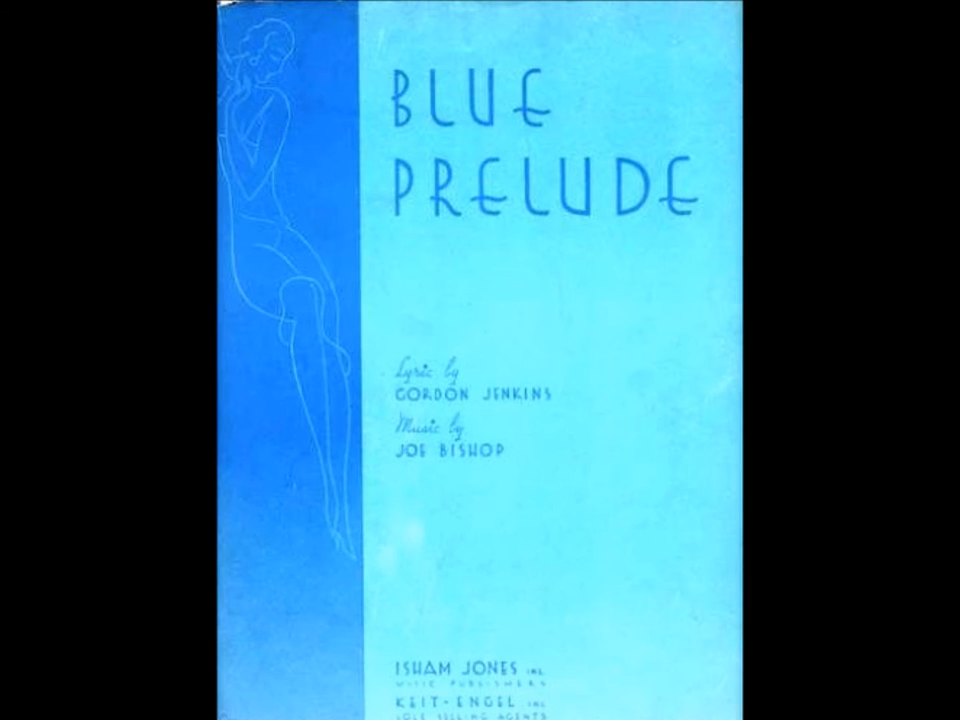 BLUE
PRELUDE
Lyric by
GORDON JENKINS
Music by
JOE BISHOP
ISHAM JONES INC.
MUSIC PUBLISHERS
KEIT-ENGEL INC.
SOLE SELLING AGENTS